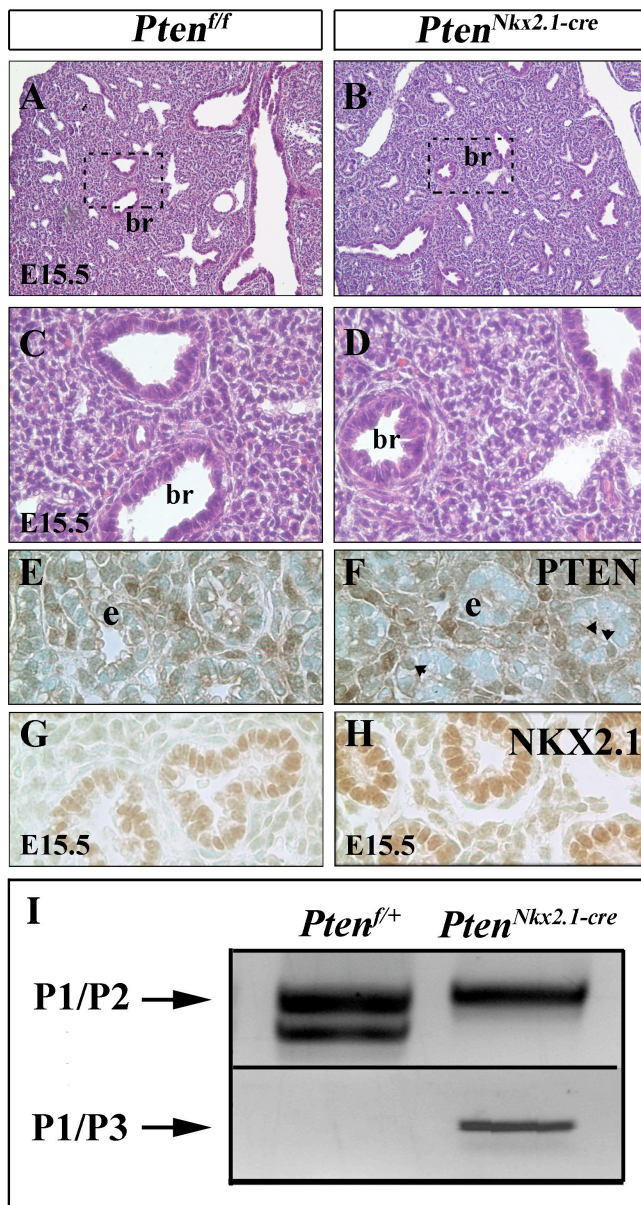 Pten^f/f Pten^Nkx2.1-cre
A B
br br
E15.5
C D
br br
E15.5
E F PTEN
e e
G H NKX2.1
E15.5 E15.5
I Pten^f/+ Pten^Nkx2.1-cre
P1/P2
P1/P3